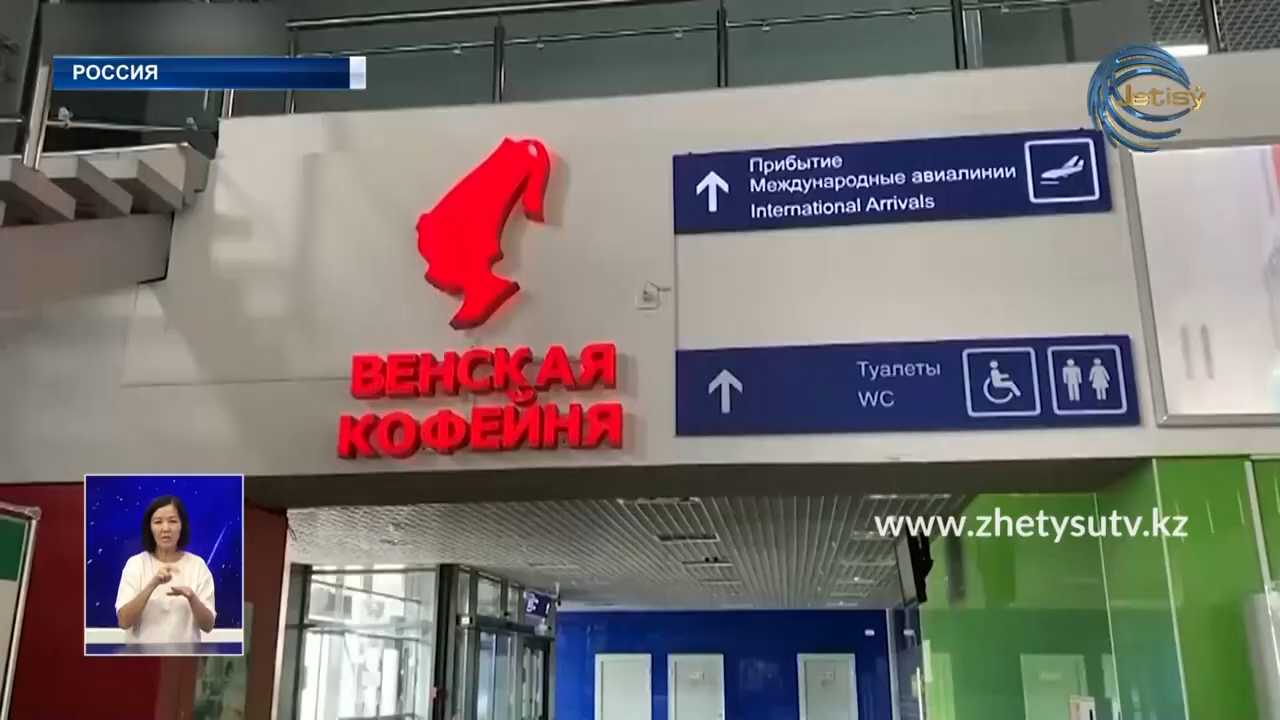 РОССИЯ
Jetisý
Прибытие
Международные авиалинии
International Arrivals
ВЕНСКАЯ
КОФЕЙНЯ
Туалеты
WC
www.zhetysutv.kz